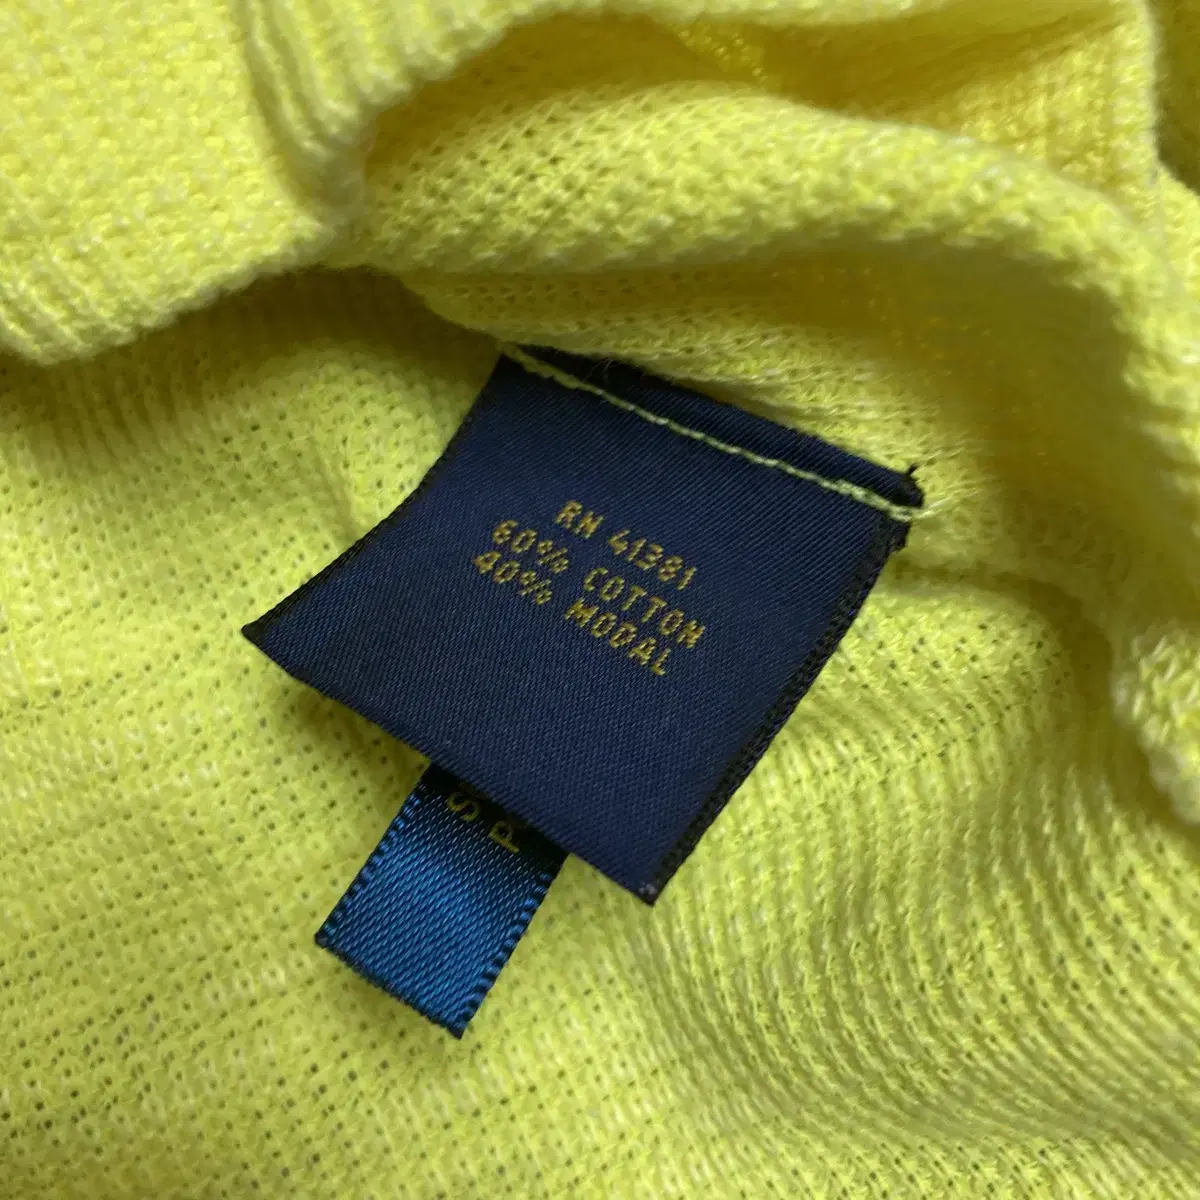 RN 41381
60% COTTON
40% MODAL
S
P